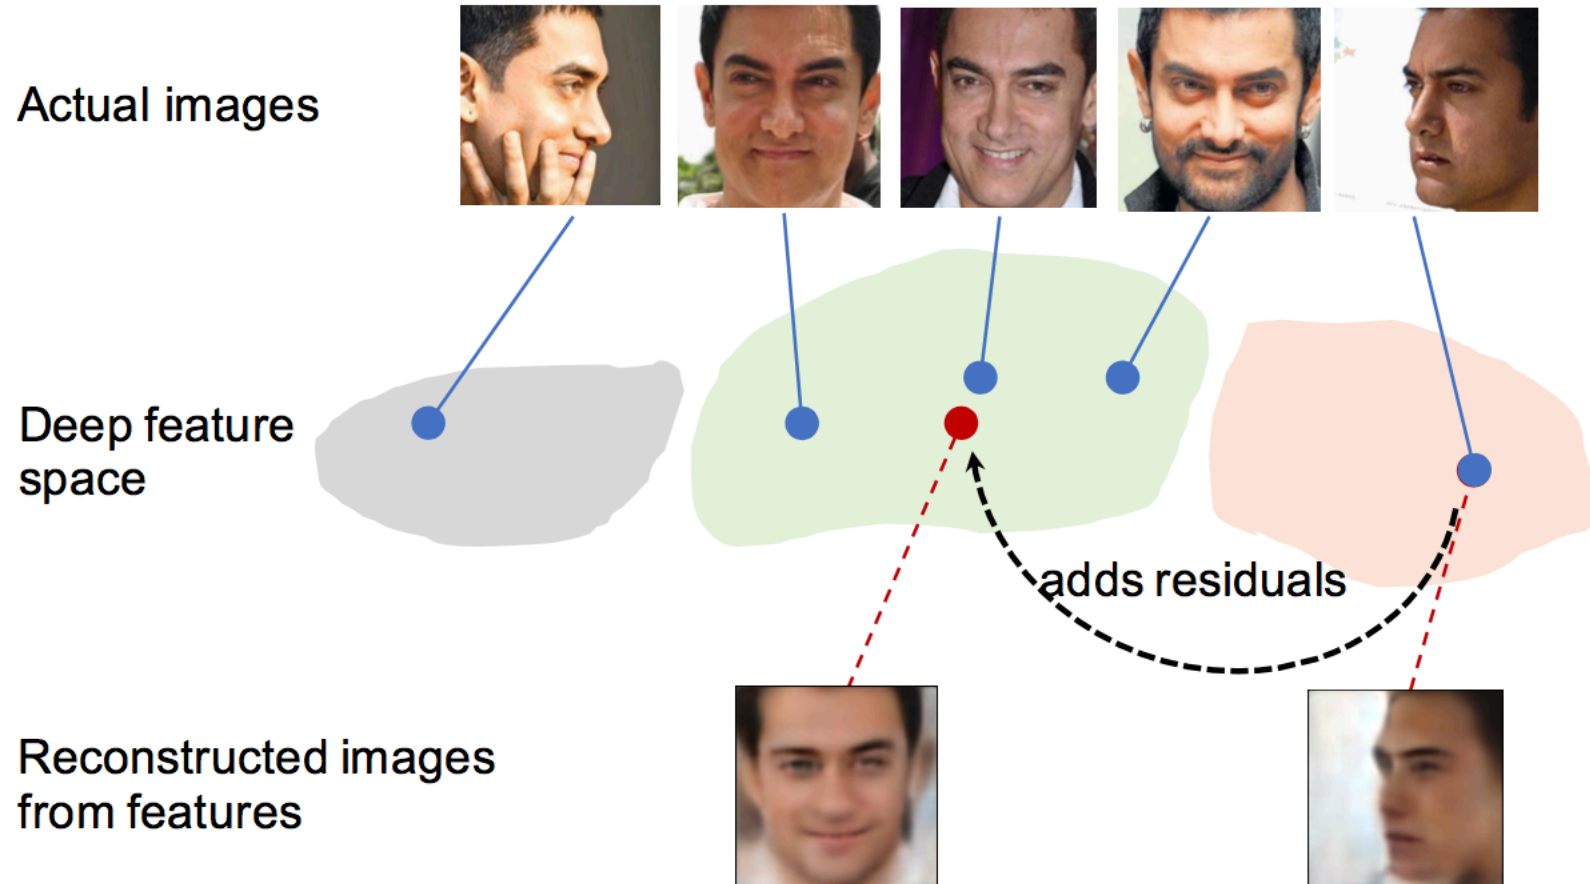 Actual images
Deep feature
space
adds residuals
Reconstructed images
from features